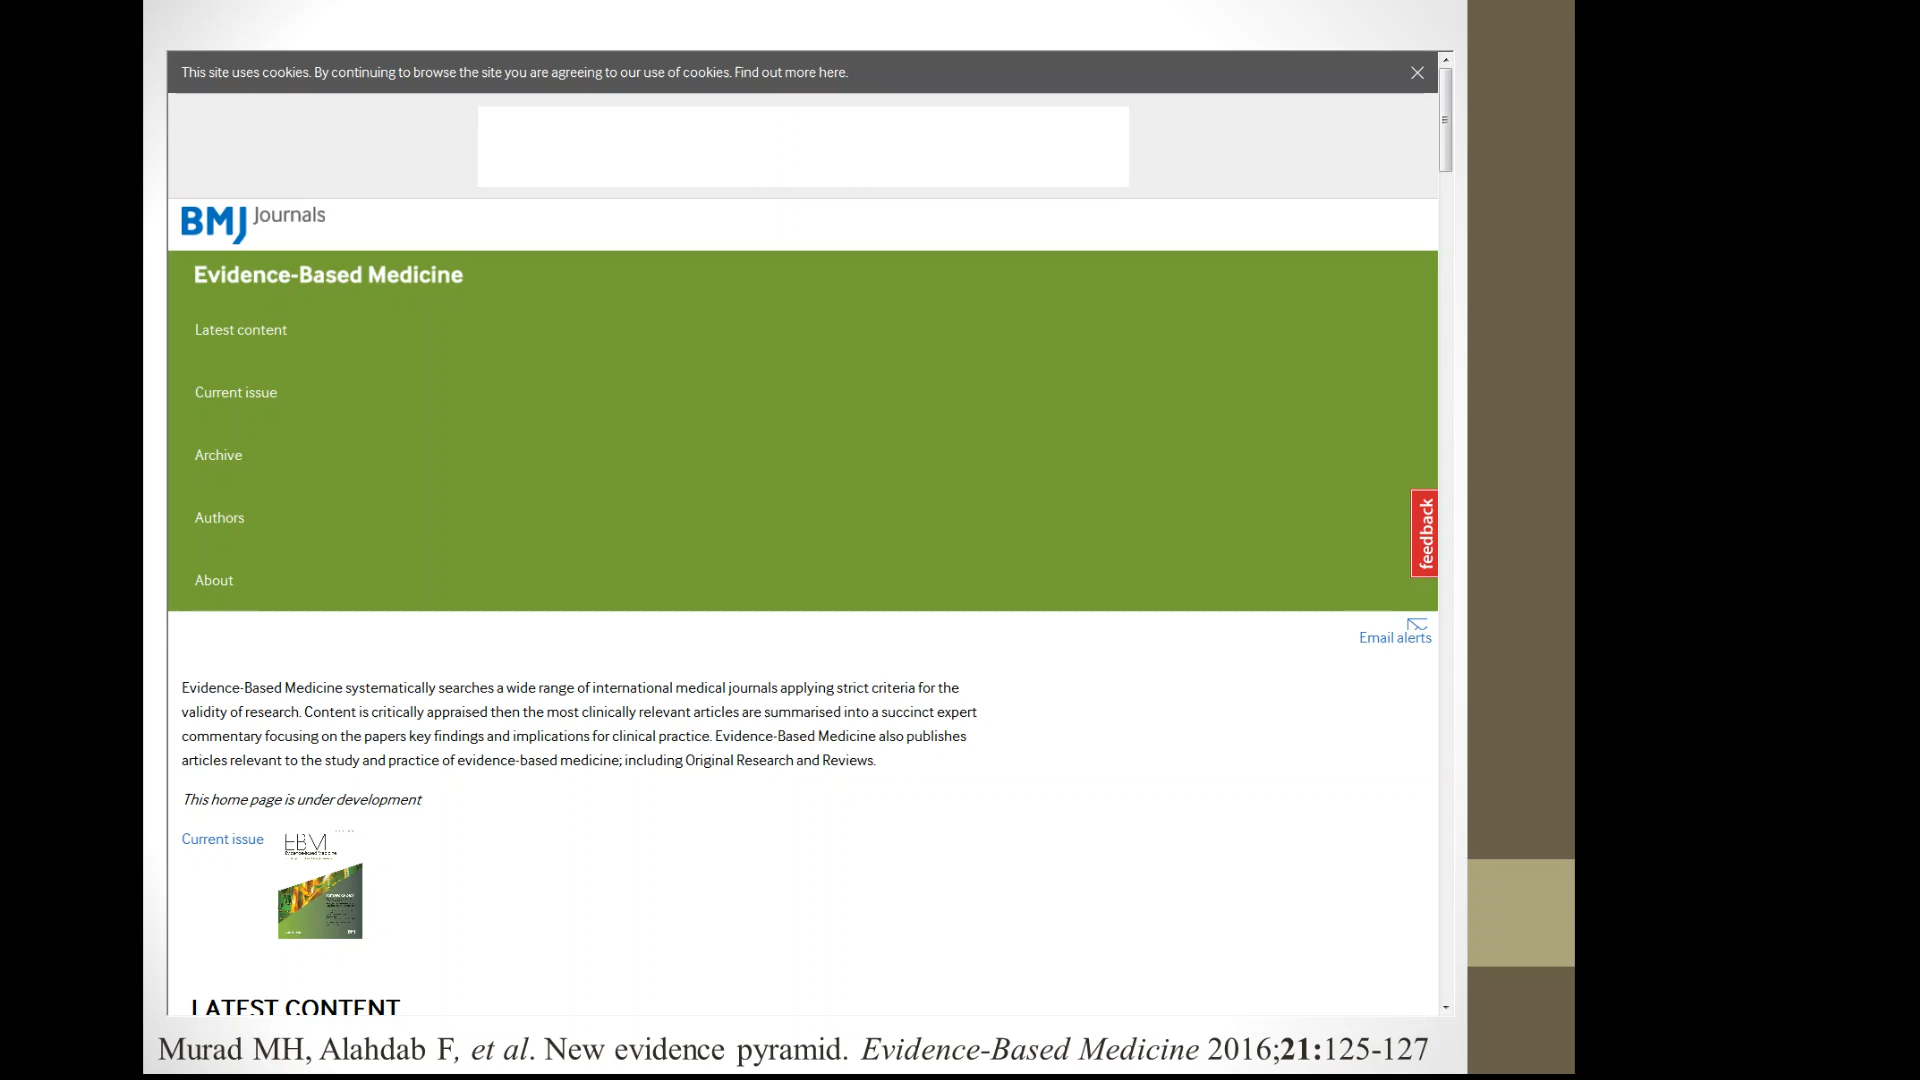 This site uses cookies. By continuing to browse the site you are agreeing to our use of cookies. Find out more here.
BMJ Journals
Evidence-Based Medicine
Latest content
Current issue
Archive
Authors
About
feedback
Email alerts
Evidence-Based Medicine systematically searches a wide range of international medical journals applying strict criteria for the
validity of research. Content is critically appraised then the most clinically relevant articles are summarised into a succinct expert
commentary focusing on the papers key findings and implications for clinical practice. Evidence-Based Medicine also publishes
articles relevant to the study and practice of evidence-based medicine; including Original Research and Reviews.
This home page is under development
Current issue
EBM
Evidence-Based Medicine
BMJ
LATEST CONTENT
Murad MH, Alahdab F, et al. New evidence pyramid. Evidence-Based Medicine 2016;21:125-127